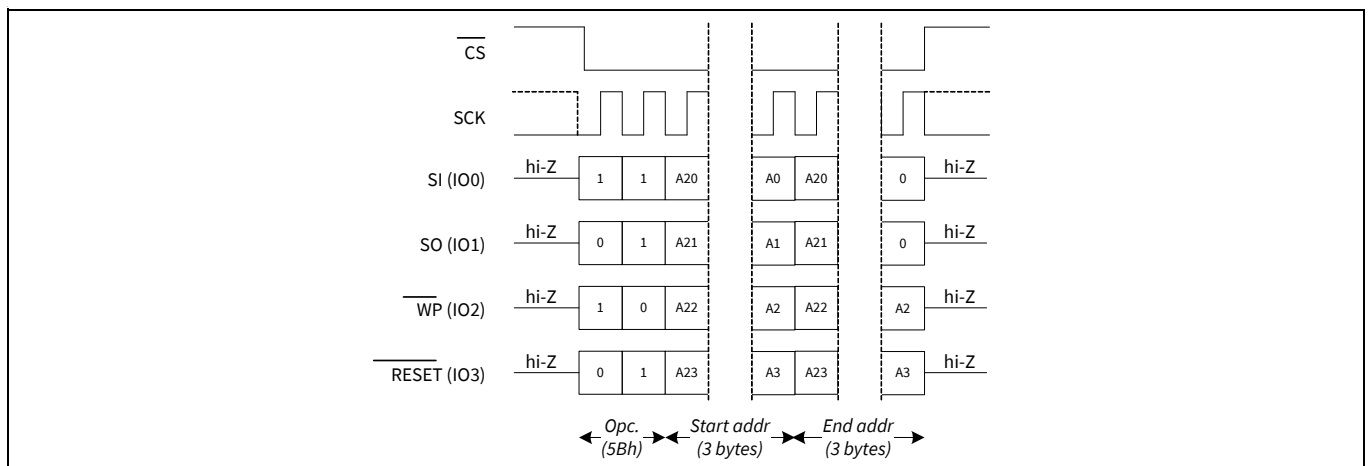 CS
SCK
SI (IO0) hi-Z 1 1 A20 A0 A20 0 hi-Z
SO (IO1) hi-Z 0 1 A21 A1 A21 0 hi-Z
WP (IO2) hi-Z 1 0 A22 A2 A22 A2 hi-Z
RESET (IO3) hi-Z 0 1 A23 A3 A23 A3 hi-Z
Opc. Start addr End addr
(5Bh) (3 bytes) (3 bytes)